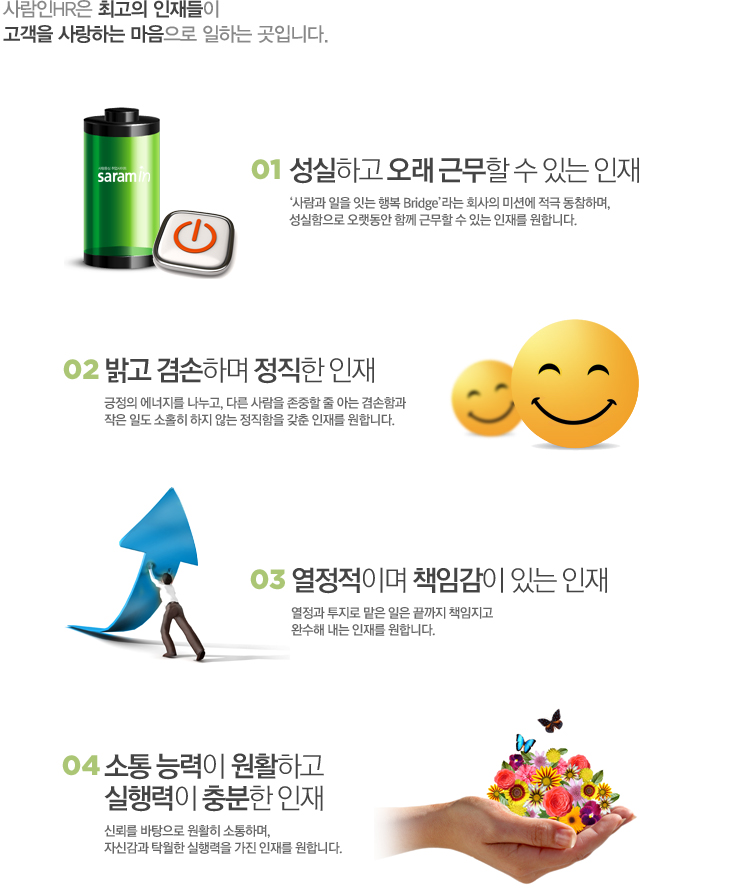 사람인HR은 최고의 인재들이
고객을 사랑하는 마음으로 일하는 곳입니다.
saramin
01 성실하고 오래 근무할 수 있는 인재
‘사람과 일을 잇는 행복 Bridge’라는 회사의 미션에 적극 동참하며,
성실함으로 오랫동안 함께 근무할 수 있는 인재를 원합니다.
02 밝고 겸손하며 정직한 인재
긍정의 에너지를 나누고, 다른 사람을 존중할 줄 아는 겸손함과
작은 일도 소홀히 하지 않는 정직함을 갖춘 인재를 원합니다.
03 열정적이며 책임감이 있는 인재
열정과 투지로 맡은 일은 끝까지 책임지고
완수해 내는 인재를 원합니다.
04 소통 능력이 원활하고
실행력이 충분한 인재
신뢰를 바탕으로 원활히 소통하며,
자신감과 탁월한 실행력을 가진 인재를 원합니다.